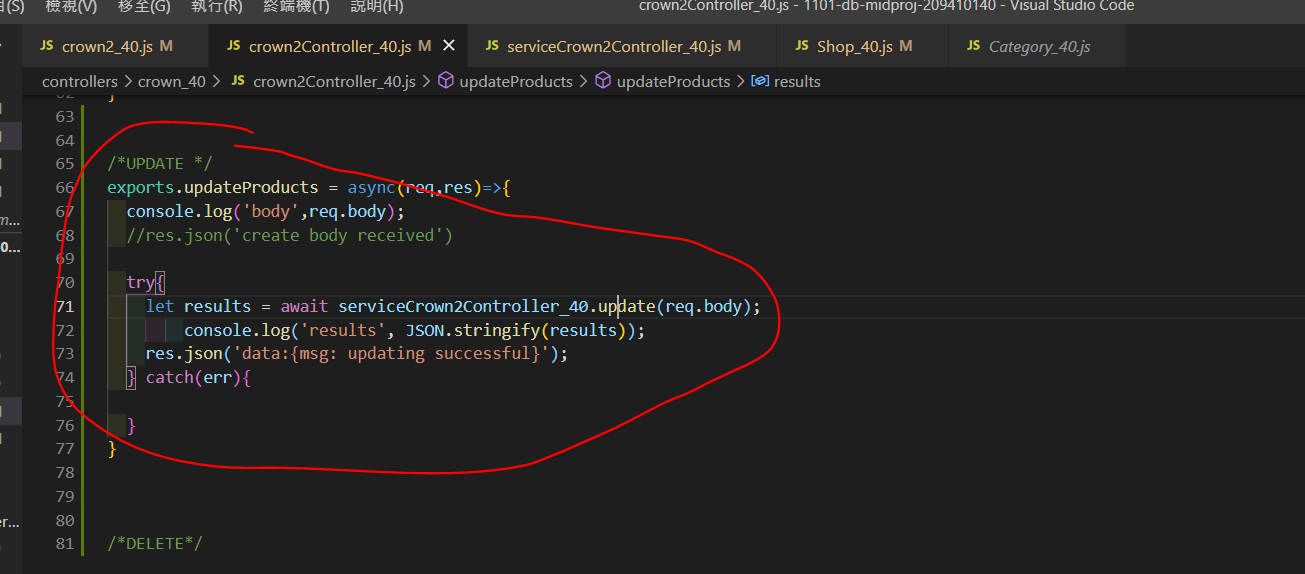 (S) 檢視(V) 移至(G) 執行(R) 終端機(T) 說明(H) crown2Controller_40.js - 1101-db-midproj-209410140 - Visual Studio Code
JS crown2_40.js M JS crown2Controller_40.js M JS serviceCrown2Controller_40.js M JS Shop_40.js M JS Category_40.js
controllers > crown_40 > JS crown2Controller_40.js > updateProducts > updateProducts > results
62 }
63
64
65 /*UPDATE */
66 exports.updateProducts = async(req,res)=>{
67 console.log('body',req.body);
68 //res.json('create body received')
69
70 try{
71 let results = await serviceCrown2Controller_40.update(req.body);
72 console.log('results', JSON.stringify(results));
73 res.json('data:{msg: updating successful}');
74 } catch(err){
75
76 }
77 }
78
79
80
81 /*DELETE*/